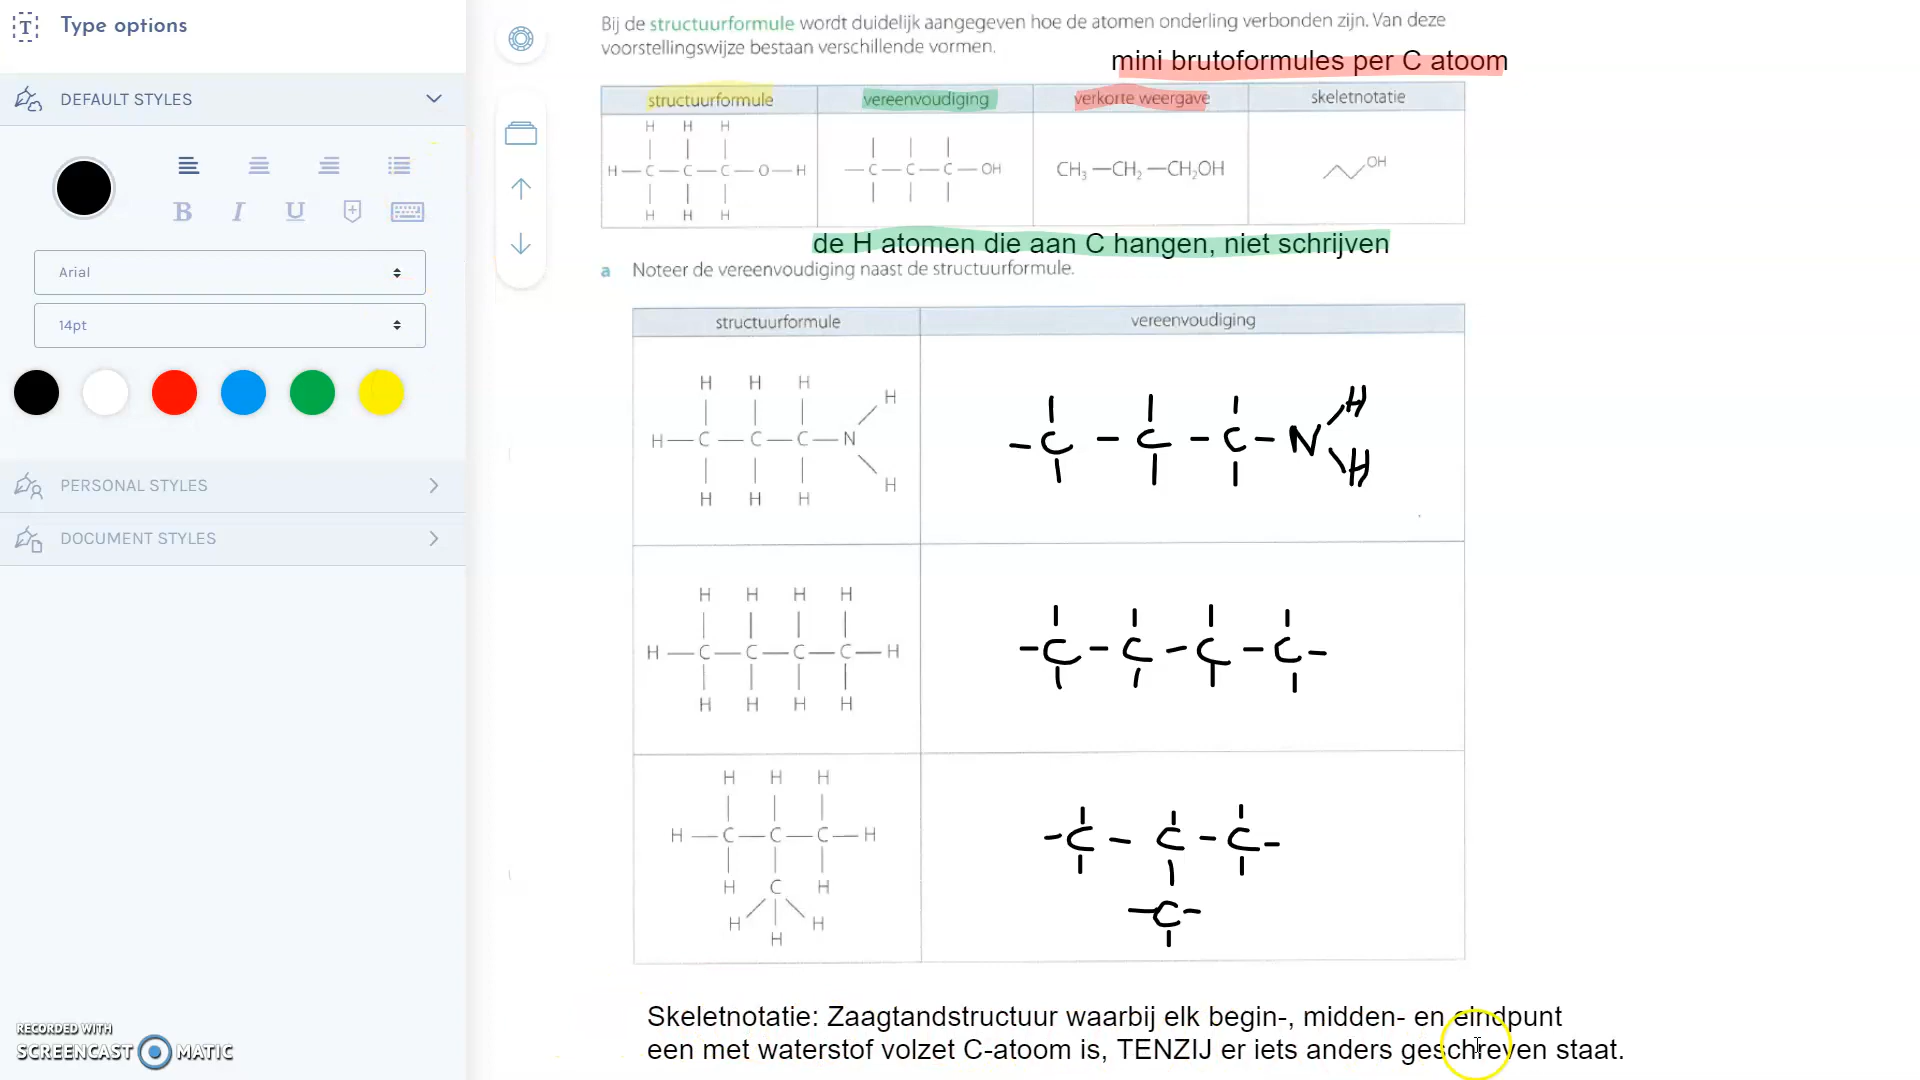 Type options
DEFAULT STYLES
B I U
Arial
14pt
PERSONAL STYLES
DOCUMENT STYLES
RECORDED WITH
SCREENCAST MATIC
Bij de structuurformule wordt duidelijk aangegeven hoe de atomen onderling verbonden zijn. Van deze
voorstellingswijze bestaan verschillende vormen.
mini brutoformules per C atoom
structuurformule vereenvoudiging verkorte weergave skeletnotatie
H H H
H—C—C—C—O—H
H H H
—C—C—C—OH
CH₃—CH₂—CH₂OH
OH
de H atomen die aan C hangen, niet schrijven
a Noteer de vereenvoudiging naast de structuurformule.
structuurformule vereenvoudiging
H H H H
H—C—C—C—N
H H H H
H
-C-C-C-N
H
H H H H
H—C—C—C—C—H
H H H H
-C-C-C-C-
H H H
H—C—C—C—H
H C H
H H
H
-C-C-C-
-C-
Skeletnotatie: Zaagtandstructuur waarbij elk begin-, midden- en eindpunt
een met waterstof volzet C-atoom is, TENZIJ er iets anders geschreven staat.